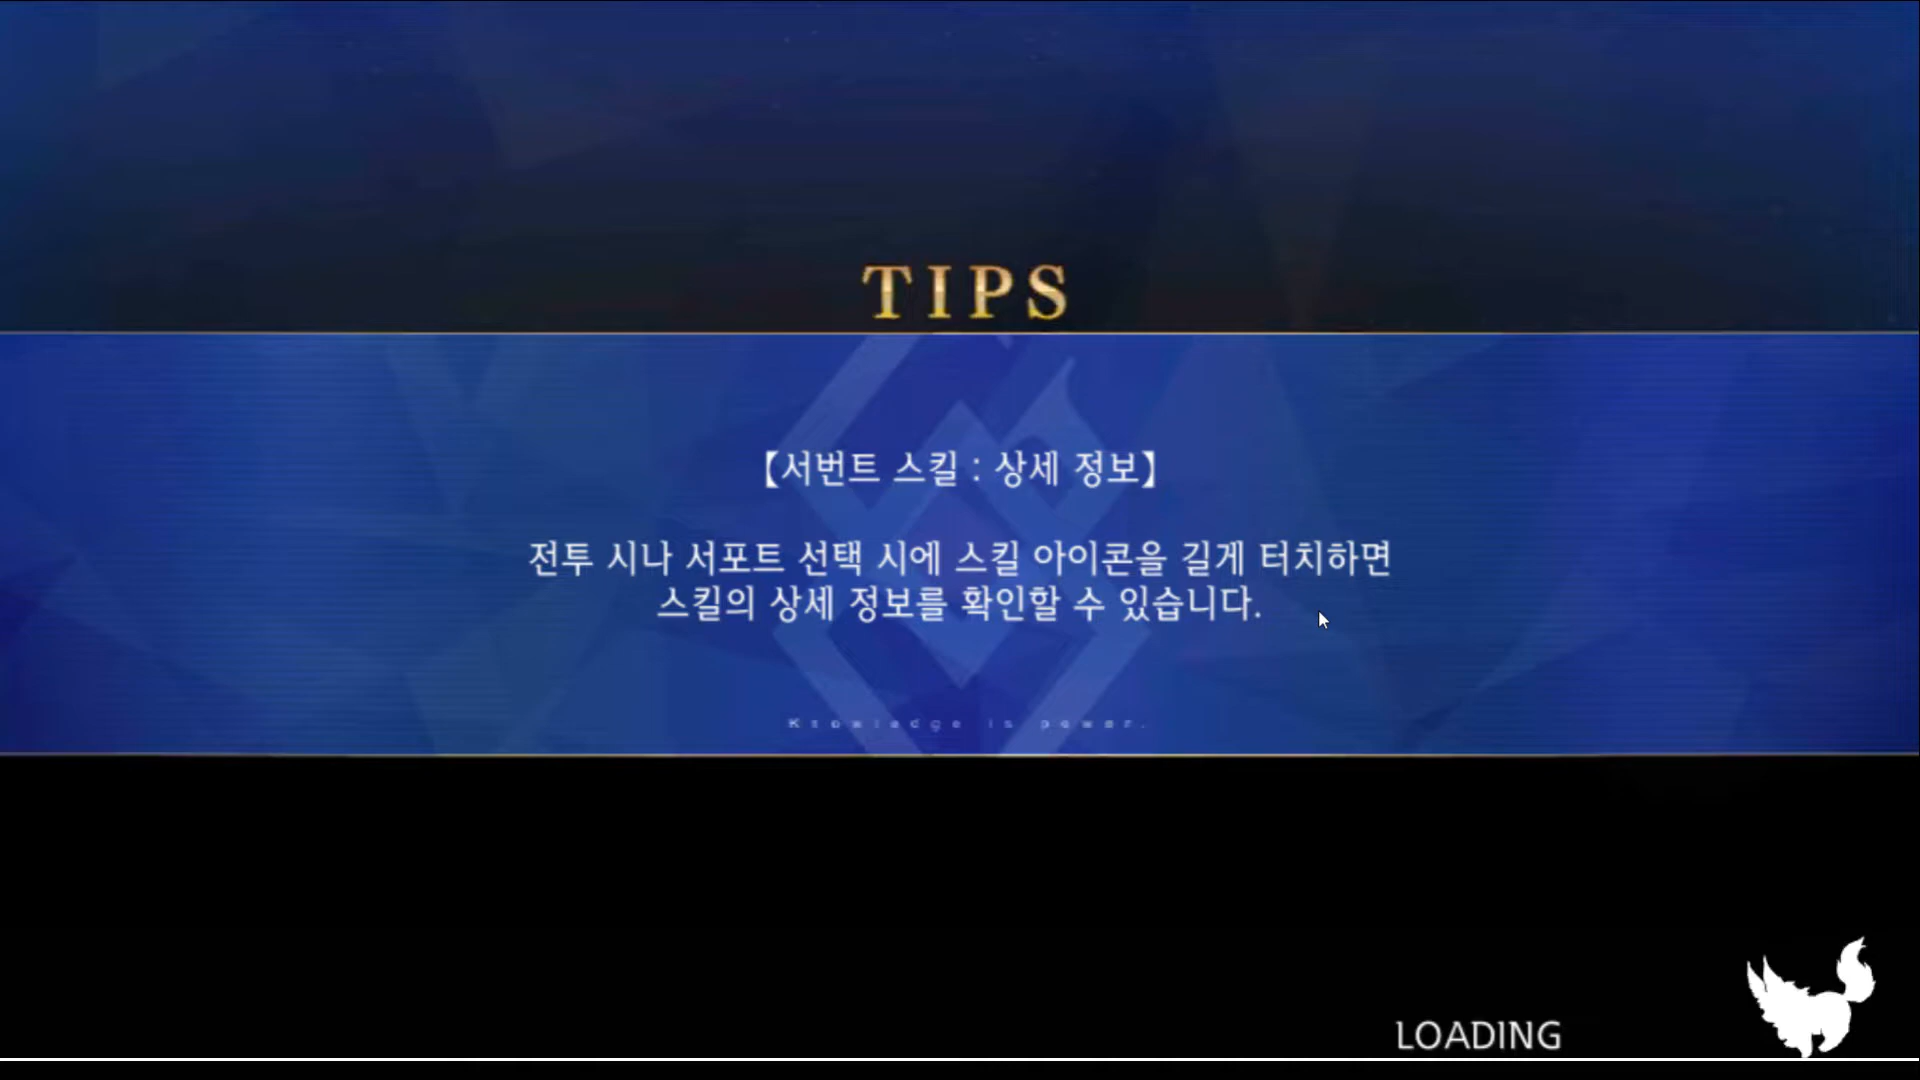 TIPS
【서번트 스킬 : 상세 정보】
전투 시나 서포트 선택 시에 스킬 아이콘을 길게 터치하면
스킬의 상세 정보를 확인할 수 있습니다.
Knowledge is power.
LOADING